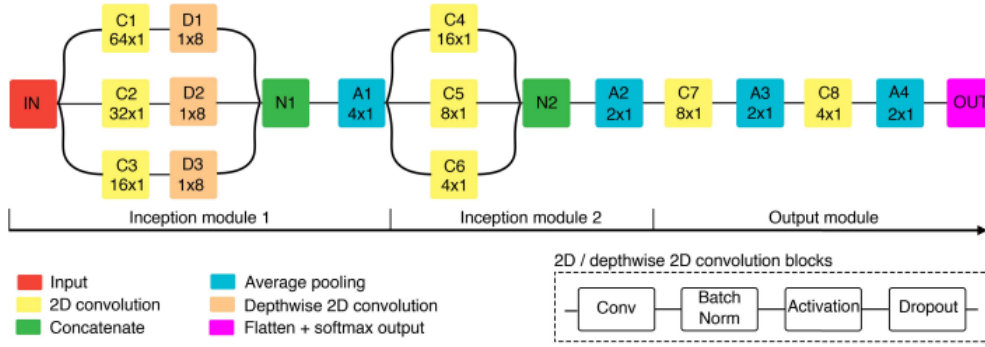 C1
64x1
D1
1x8
C4
16x1
IN
C2
32x1
D2
1x8
N1
A1
4x1
C5
8x1
N2
A2
2x1
C7
8x1
A3
2x1
C8
4x1
A4
2x1
OUT
C3
16x1
D3
1x8
C6
4x1
Inception module 1
Inception module 2
Output module
2D / depthwise 2D convolution blocks
Input
2D convolution
Concatenate
Average pooling
Depthwise 2D convolution
Flatten + softmax output
Conv
Batch
Norm
Activation
Dropout